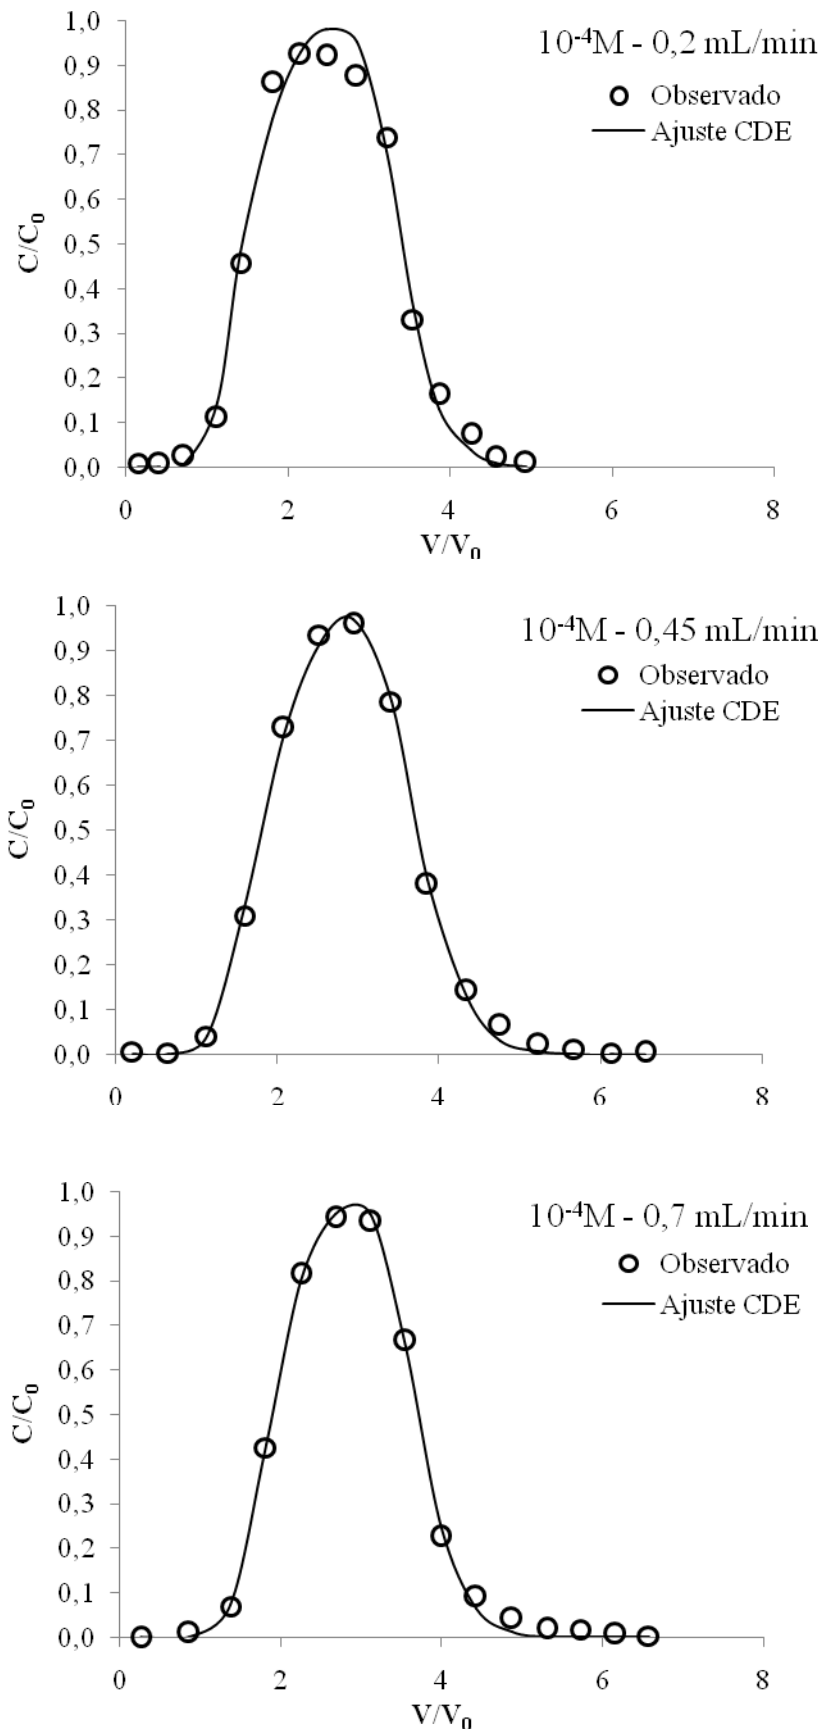 10⁻⁴M - 0,2 mL/min
Observado
Ajuste CDE
C/C₀
1,0
0,9
0,8
0,7
0,6
0,5
0,4
0,3
0,2
0,1
0,0
0 2 4 6 8
V/V₀
10⁻⁴M - 0,45 mL/min
Observado
Ajuste CDE
C/C₀
1,0
0,9
0,8
0,7
0,6
0,5
0,4
0,3
0,2
0,1
0,0
0 2 4 6 8
10⁻⁴M - 0,7 mL/min
Observado
Ajuste CDE
C/C₀
1,0
0,9
0,8
0,7
0,6
0,5
0,4
0,3
0,2
0,1
0,0
0 2 4 6 8
V/V₀